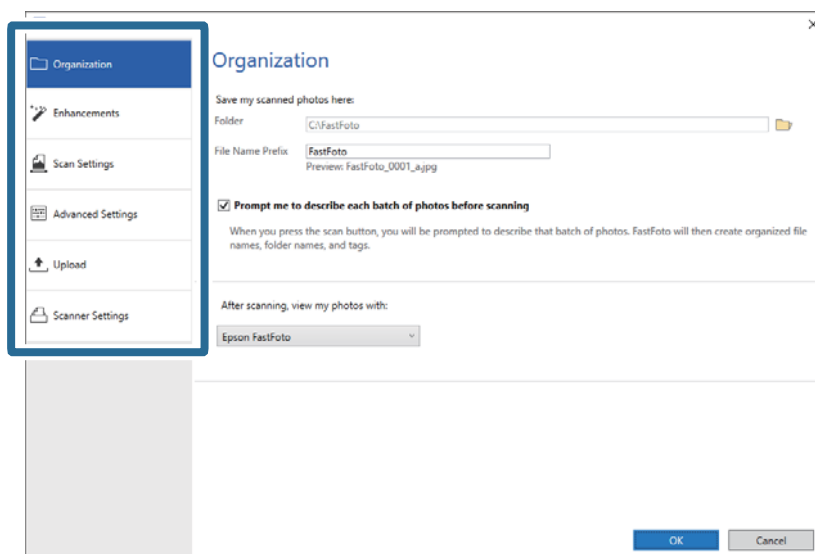 Organization
Enhancements
Scan Settings
Advanced Settings
Upload
Scanner Settings
Organization
Save my scanned photos here:
Folder
C:\FastFoto
File Name Prefix
FastFoto
Preview: FastFoto_0001_a.jpg
Prompt me to describe each batch of photos before scanning
When you press the scan button, you will be prompted to describe that batch of photos. FastFoto will then create organized file
names, folder names, and tags.
After scanning, view my photos with:
Epson FastFoto
OK
Cancel